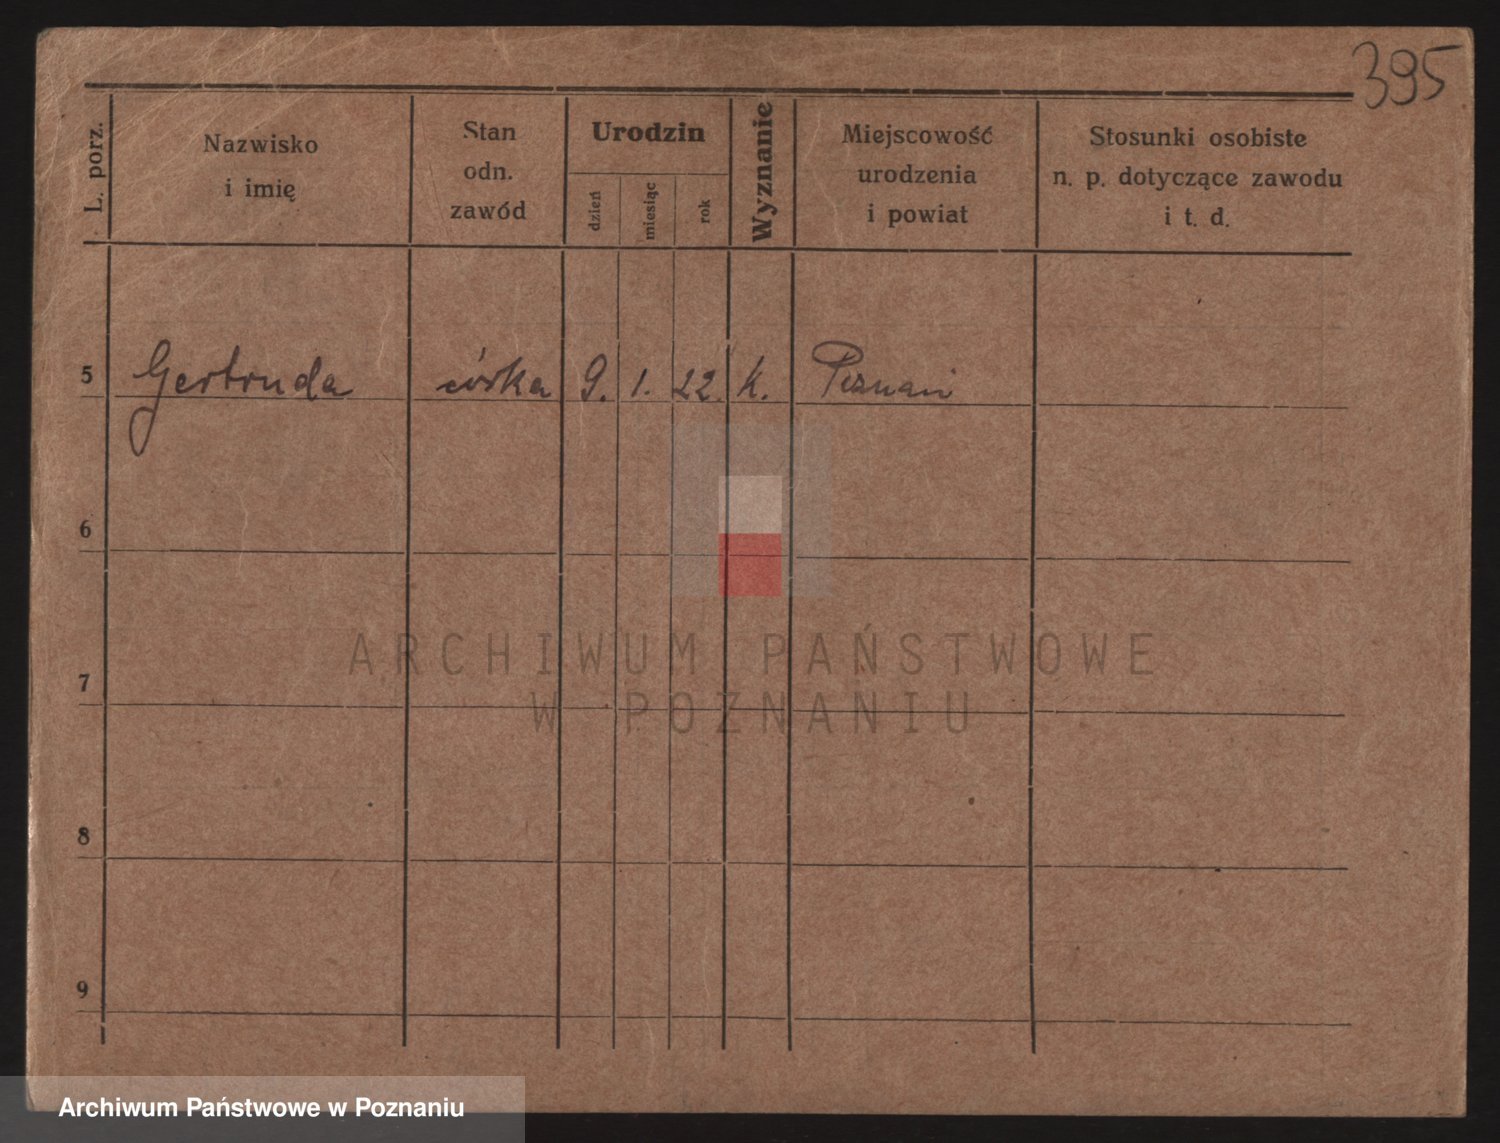 395
L. porz.
Nazwisko
i imię
Stan
odn.
zawód
Urodzin
dzień
miesiąc
rok
Wyznanie
Miejscowość
urodzenia
i powiat
Stosunki osobiste
n. p. dotyczące zawodu
i t. d.
5 Gertruda córka 9. 1. 22. k. Poznań
6
7
8
9
ARCHIWUM PAŃSTWOWE
W POZNANIU
Archiwum Państwowe w Poznaniu